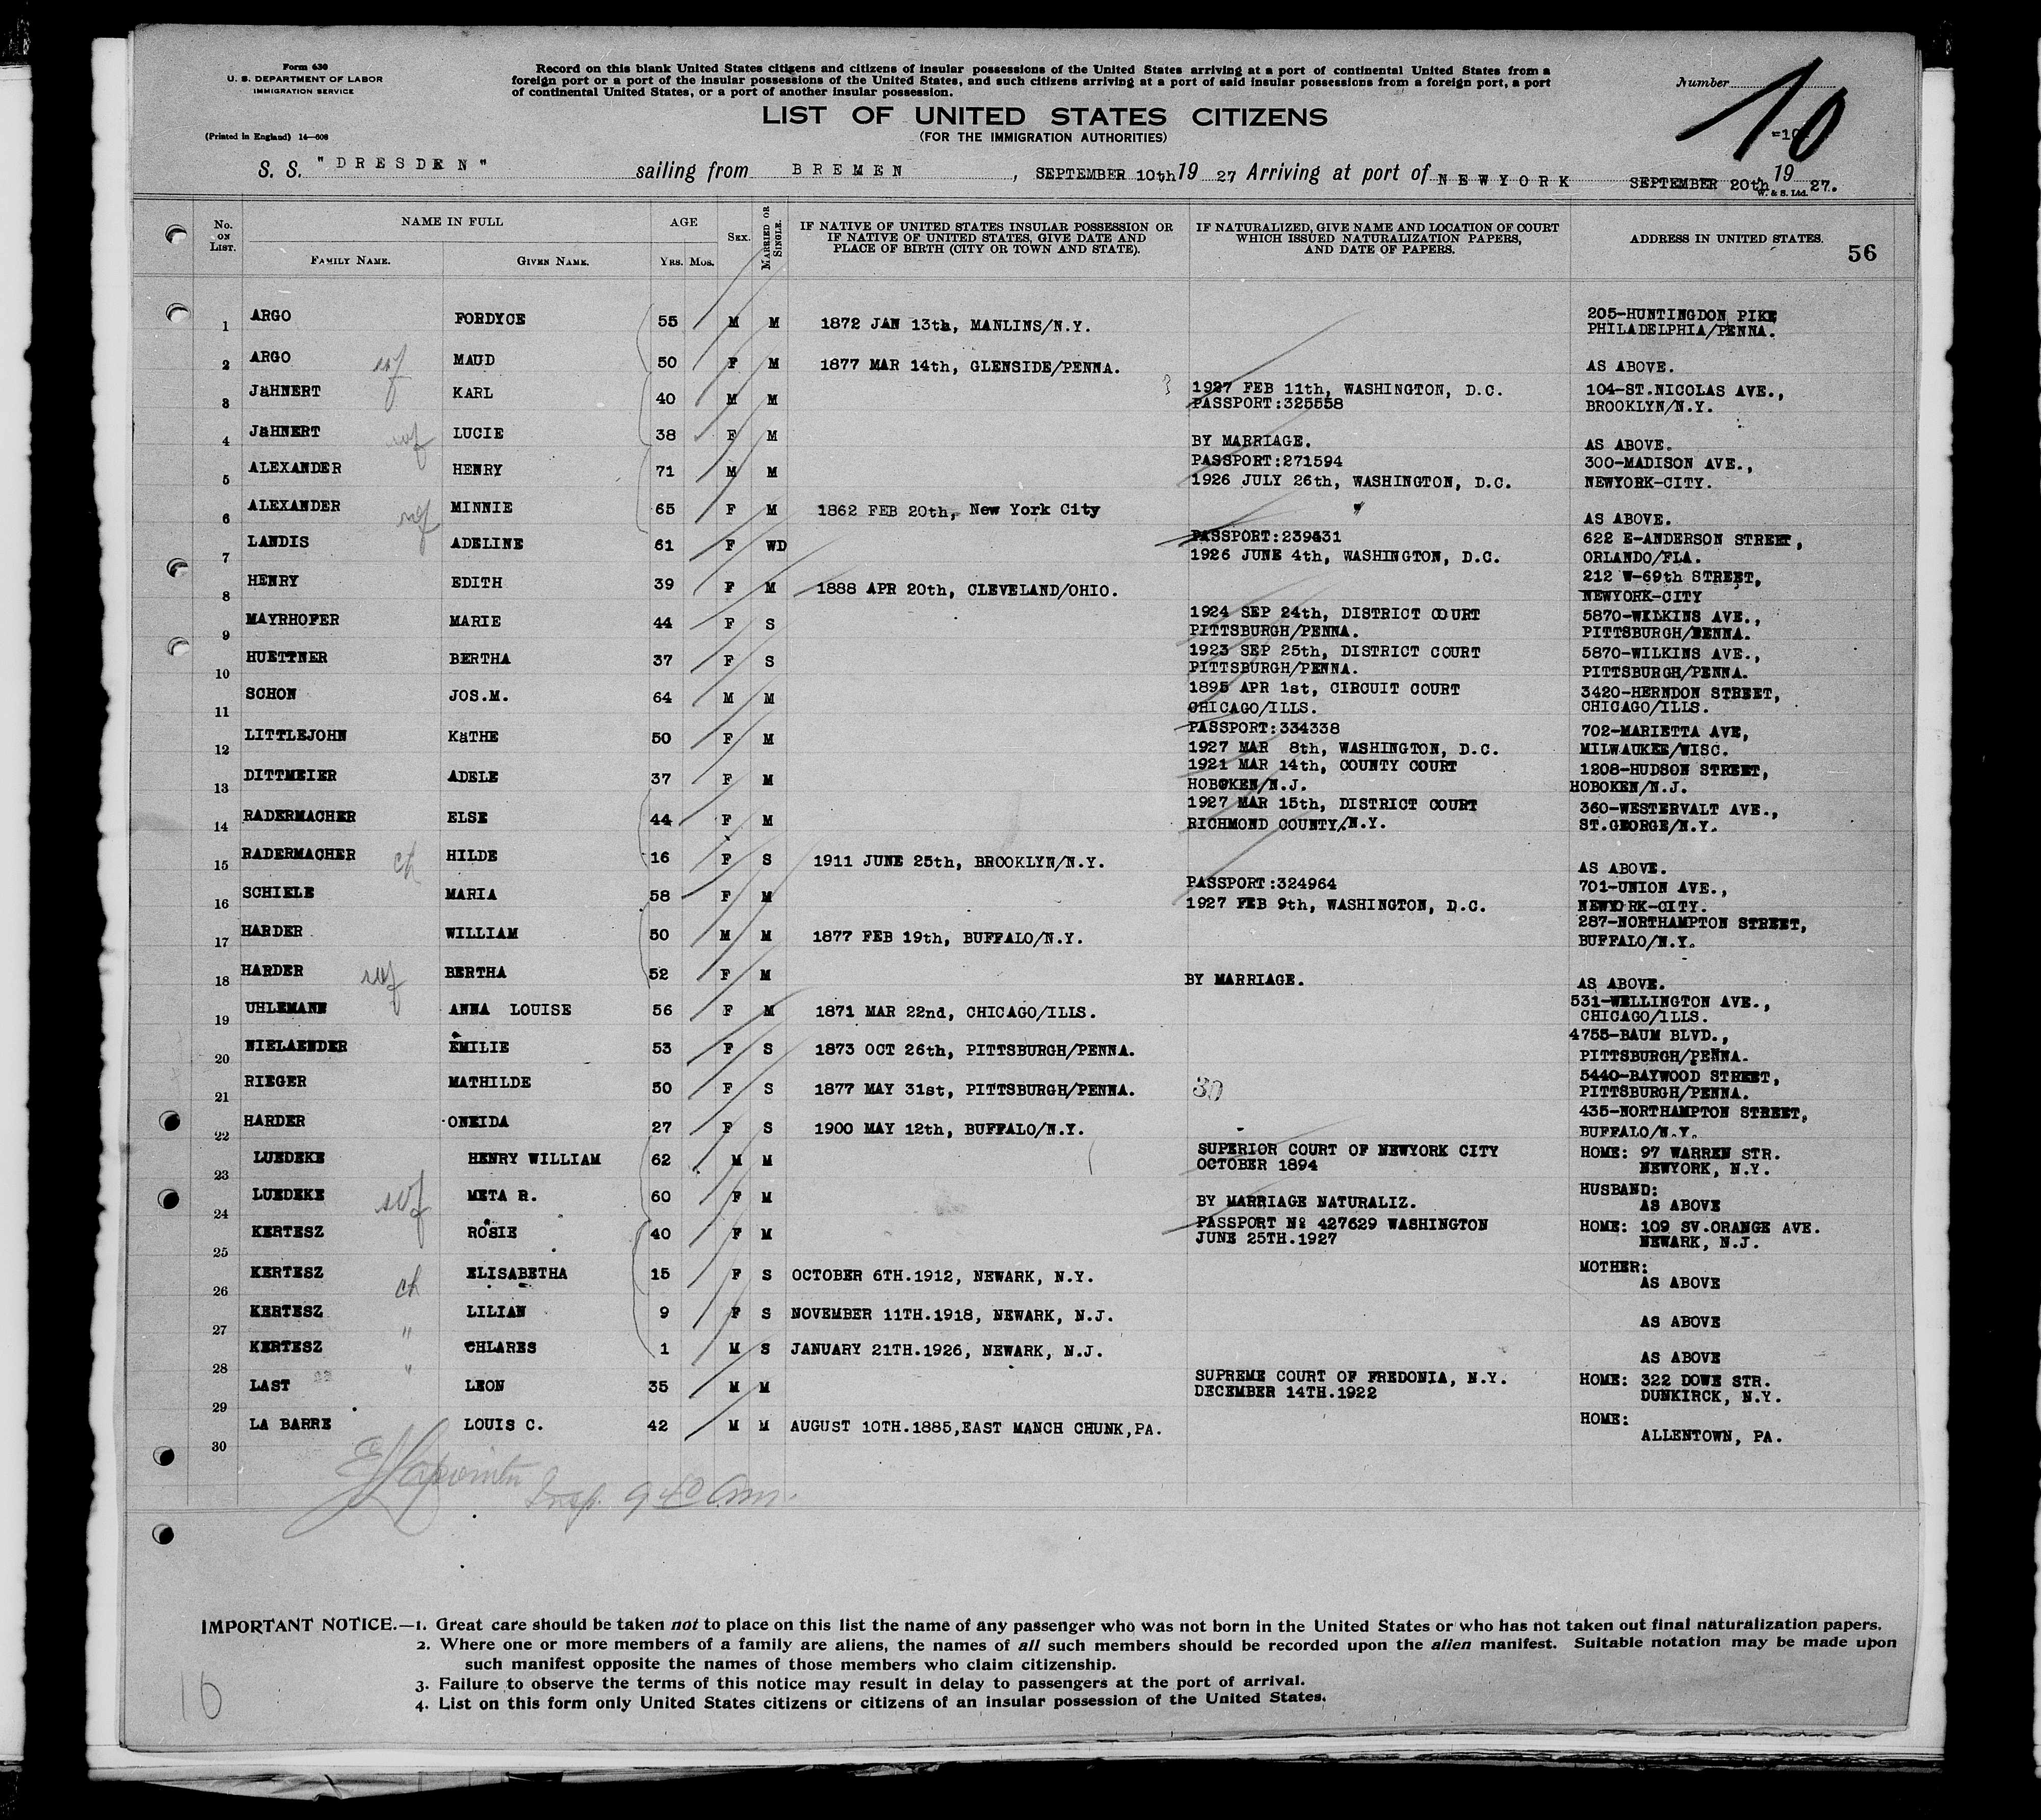 Form 630
U. S. DEPARTMENT OF LABOR
IMMIGRATION SERVICE
(Printed in England) 14—608
Record on this blank United States citizens and citizens of insular possessions of the United States arriving at a port of continental United States from a
foreign port or a port of the insular possessions of the United States, and such citizens arriving at a port of said insular possessions from a foreign port, a port
of continental United States, or a port of another insular possession.
Number
10
=10
LIST OF UNITED STATES CITIZENS
(FOR THE IMMIGRATION AUTHORITIES)
S. S. "DRESDEN" sailing from BREMEN, SEPTEMBER 10th 19 27 Arriving at port of NEWYORK SEPTEMBER 20th 19 27.
W. & S. Ltd.
No. ON LIST. NAME IN FULL AGE SEX. MARRIED OR SINGLE. IF NATIVE OF UNITED STATES INSULAR POSSESSION OR IF NATIVE OF UNITED STATES, GIVE DATE AND PLACE OF BIRTH (CITY OR TOWN AND STATE). IF NATURALIZED, GIVE NAME AND LOCATION OF COURT WHICH ISSUED NATURALIZATION PAPERS, AND DATE OF PAPERS. ADDRESS IN UNITED STATES. 56
FAMILY NAME. GIVEN NAME. YRS. MOS.
1 ARGO FORDYCE 55 M M 1872 JAN 13th, MANLINS/N.Y. 205-HUNTINGDON PIKE
PHILADELPHIA/PENNA.
2 ARGO wf MAUD 50 F M 1877 MAR 14th, GLENSIDE/PENNA. AS ABOVE.
3 JäHNERT KARL 40 M M 1927 FEB 11th, WASHINGTON, D.C. 104-ST.NICOLAS AVE.,
PASSPORT:325558 BROOKLYN/N.Y.
4 JäHNERT wf LUCIE 38 F M BY MARRIAGE. AS ABOVE.
5 ALEXANDER HENRY 71 M M PASSPORT:271594 300-MADISON AVE.,
1926 JULY 26th, WASHINGTON, D.C. NEWYORK-CITY.
6 ALEXANDER wf MINNIE 65 F M 1862 FEB 20th, New York City AS ABOVE.
7 LANDIS ADELINE 61 F WD PASSPORT:239431 622 E-ANDERSON STREET,
1926 JUNE 4th, WASHINGTON, D.C. ORLANDO/FLA.
8 HENRY EDITH 39 F M 1888 APR 20th, CLEVELAND/OHIO. 212 W-69th STREET,
NEWYORK-CITY
9 MAYRHOFER MARIE 44 F S 1924 SEP 24th, DISTRICT COURT 5870-WILKINS AVE.,
PITTSBURGH/PENNA. PITTSBURGH/PENNA.
10 HUETTNER BERTHA 37 F S 1923 SEP 25th, DISTRICT COURT 5870-WILKINS AVE.,
PITTSBURGH/PENNA. PITTSBURGH/PENNA.
11 SCHON JOS.M. 64 M M 1895 APR 1st, CIRCUIT COURT 3420-HERNDON STREET,
CHICAGO/ILLS. CHICAGO/ILLS.
12 LITTLEJOHN KäTHE 50 F M PASSPORT:334338 702-MARIETTA AVE,
1927 MAR 8th, WASHINGTON, D.C. MILWAUKEE/WISC.
13 DITTMEIER ADELE 37 F M 1921 MAR 14th, COUNTY COURT 1208-HUDSON STREET,
HOBOKEN/N.J. HOBOKEN/N.J.
14 RADERMACHER ELSE 44 F M 1927 MAR 15th, DISTRICT COURT 360-WESTERVALT AVE.,
RICHMOND COUNTY/N.Y. ST.GEORGE/N.Y.
15 RADERMACHER ch HILDE 16 F S 1911 JUNE 25th, BROOKLYN/N.Y. AS ABOVE.
16 SCHIELE MARIA 58 F M PASSPORT:324964 701-UNION AVE.,
1927 FEB 9th, WASHINGTON, D.C. NEWYORK-CITY.
17 HARDER WILLIAM 50 M M 1877 FEB 19th, BUFFALO/N.Y. 287-NORTHAMPTON STREET,
BUFFALO/N.Y.
18 HARDER wf BERTHA 52 F M BY MARRIAGE. AS ABOVE.
19 UHLEMANN ANNA LOUISE 56 F M 1871 MAR 22nd, CHICAGO/ILLS. 531-WELLINGTON AVE.,
CHICAGO/ILLS.
20 NIELAENDER EMILIE 53 F S 1873 OCT 26th, PITTSBURGH/PENNA. 4755-BAUM BLVD.,
PITTSBURGH/PENNA.
21 RIEGER MATHILDE 50 F S 1877 MAY 31st, PITTSBURGH/PENNA. 30 5440-BAYWOOD STREET,
PITTSBURGH/PENNA.
22 HARDER ONEIDA 27 F S 1900 MAY 12th, BUFFALO/N.Y. 435-NORTHAMPTON STREET,
BUFFALO/N.Y.
23 LUEDEKE HENRY WILLIAM 62 M M SUPERIOR COURT OF NEWYORK CITY HOME: 97 WARREN STR.
OCTOBER 1894 NEWYORK, N.Y.
24 LUEDEKE wf META R. 60 F M BY MARRIAGE NATURALIZ. HUSBAND:
AS ABOVE
25 KERTESZ ROSIE 40 F M PASSPORT Nº 427629 WASHINGTON HOME: 109 SV.ORANGE AVE.
JUNE 25TH.1927 NEWARK, N.J.
26 KERTESZ ch ELISABETHA 15 F S OCTOBER 6TH.1912, NEWARK, N.Y. MOTHER:
AS ABOVE
27 KERTESZ " LILIAN 9 F S NOVEMBER 11TH.1918, NEWARK, N.J. AS ABOVE
28 KERTESZ " CHLARES 1 M S JANUARY 21TH.1926, NEWARK, N.J. AS ABOVE
29 LAST LEON 35 M M SUPREME COURT OF FREDONIA, N.Y. HOME: 322 DOWE STR.
DECEMBER 14TH.1922 DUNKIRCK, N.Y.
30 LA BARRE LOUIS C. 42 M M AUGUST 10TH.1885,EAST MANCH CHUNK,PA. HOME:
ALLENTOWN, PA.
Insp. 9 40 Am.
IMPORTANT NOTICE.—1. Great care should be taken not to place on this list the name of any passenger who was not born in the United States or who has not taken out final naturalization papers.
2. Where one or more members of a family are aliens, the names of all such members should be recorded upon the alien manifest. Suitable notation may be made upon
such manifest opposite the names of those members who claim citizenship.
3. Failure to observe the terms of this notice may result in delay to passengers at the port of arrival.
4. List on this form only United States citizens or citizens of an insular possession of the United States.
10